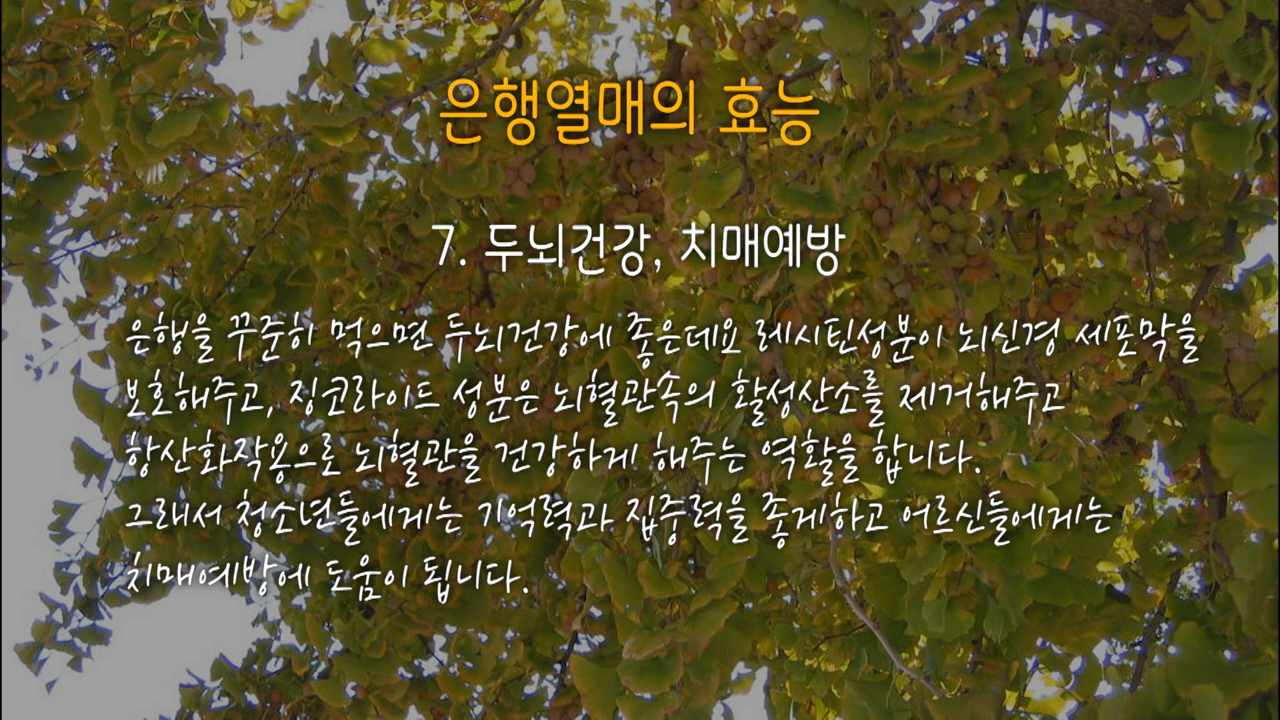 은행열매의 효능
7. 두뇌건강, 치매예방
은행을 꾸준히 먹으면 두뇌건강에 좋은데요 레시틴성분이 뇌신경 세포막을
보호해주고, 징코라이드 성분은 뇌혈관속의 활성산소를 제거해주고
항산화작용으로 뇌혈관을 건강하게 해주는 역활을 합니다.
그래서 청소년들에게는 기억력과 집중력을 좋게하고 어르신들에게는
치매예방에 도움이 됩니다.